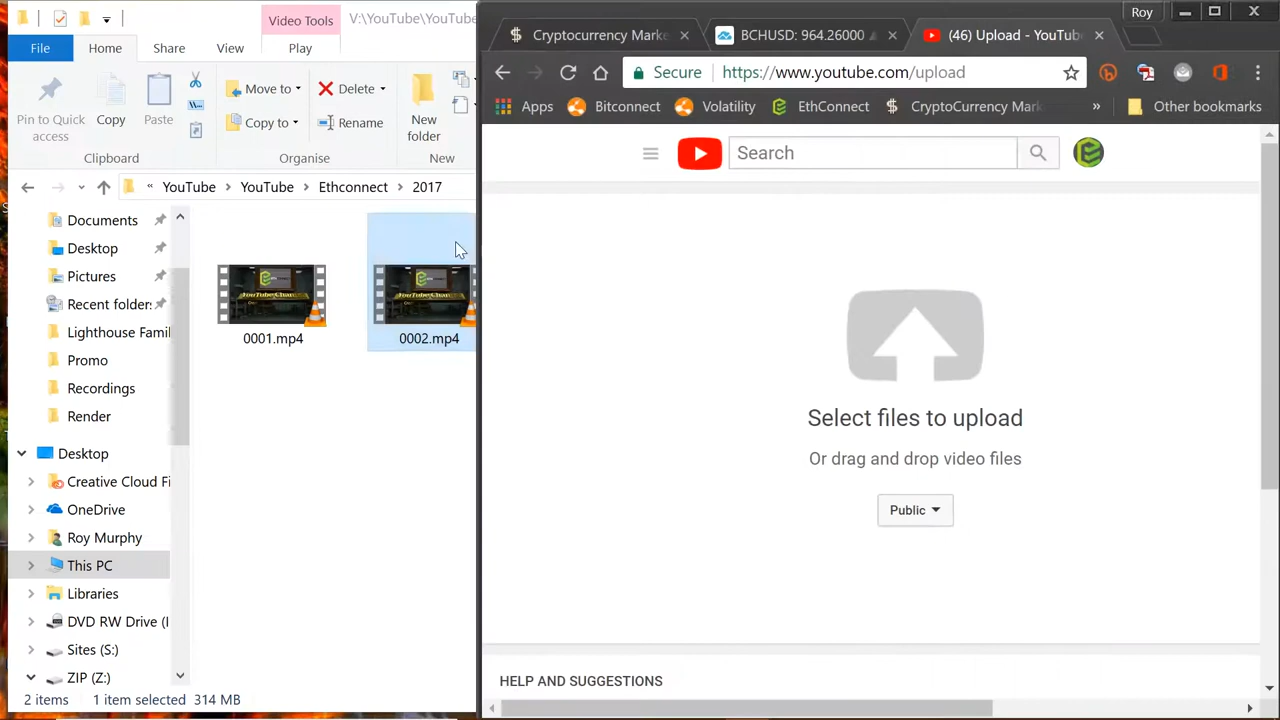 Video Tools
V:\YouTube\YouTube
File
Home
Share
View
Play
Pin to Quick access
Copy
Paste
Clipboard
Move to
Copy to
Delete
Rename
Organise
New folder
New
« YouTube > YouTube > Ethconnect > 2017
Documents
Desktop
Pictures
Recent folders
Lighthouse Famil
Promo
Recordings
Render
Desktop
Creative Cloud Fi
OneDrive
Roy Murphy
This PC
Libraries
DVD RW Drive (I
Sites (S:)
ZIP (Z:)
0001.mp4
0002.mp4
2 items
1 item selected
314 MB
Roy
$ Cryptocurrency Marke
BCHUSD: 964.26000
(46) Upload - YouTube
Secure
https://www.youtube.com/upload
Apps
Bitconnect
Volatility
EthConnect
$ CryptoCurrency Mark
»
Other bookmarks
Search
Select files to upload
Or drag and drop video files
Public
HELP AND SUGGESTIONS